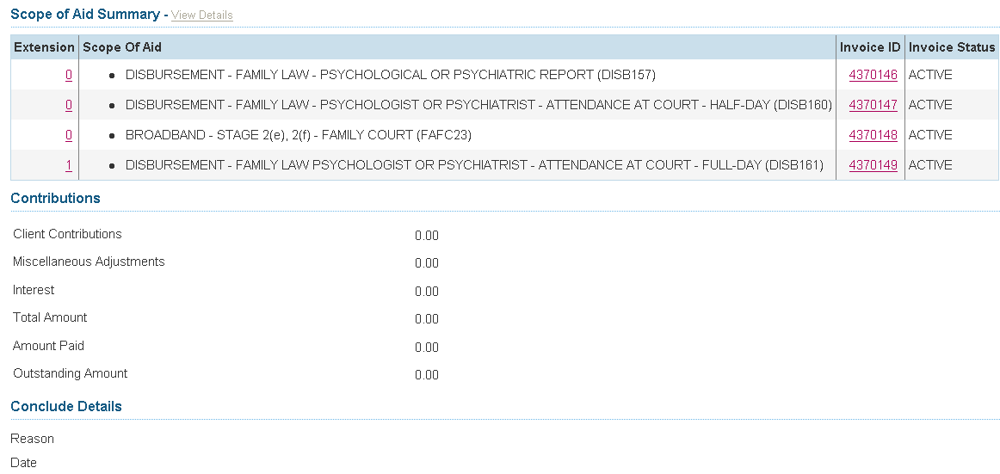 Scope of Aid Summary - View Details
Extension Scope Of Aid Invoice ID Invoice Status
0 • DISBURSEMENT - FAMILY LAW - PSYCHOLOGICAL OR PSYCHIATRIC REPORT (DISB157) 4370146 ACTIVE
0 • DISBURSEMENT - FAMILY LAW - PSYCHOLOGIST OR PSYCHIATRIST - ATTENDANCE AT COURT - HALF-DAY (DISB160) 4370147 ACTIVE
0 • BROADBAND - STAGE 2(e), 2(f) - FAMILY COURT (FAFC23) 4370148 ACTIVE
1 • DISBURSEMENT - FAMILY LAW PSYCHOLOGIST OR PSYCHIATRIST - ATTENDANCE AT COURT - FULL-DAY (DISB161) 4370149 ACTIVE
Contributions
Client Contributions 0.00
Miscellaneous Adjustments 0.00
Interest 0.00
Total Amount 0.00
Amount Paid 0.00
Outstanding Amount 0.00
Conclude Details
Reason
Date